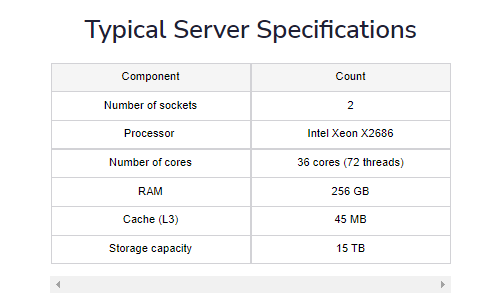 Typical Server Specifications
Component Count
Number of sockets 2
Processor Intel Xeon X2686
Number of cores 36 cores (72 threads)
RAM 256 GB
Cache (L3) 45 MB
Storage capacity 15 TB